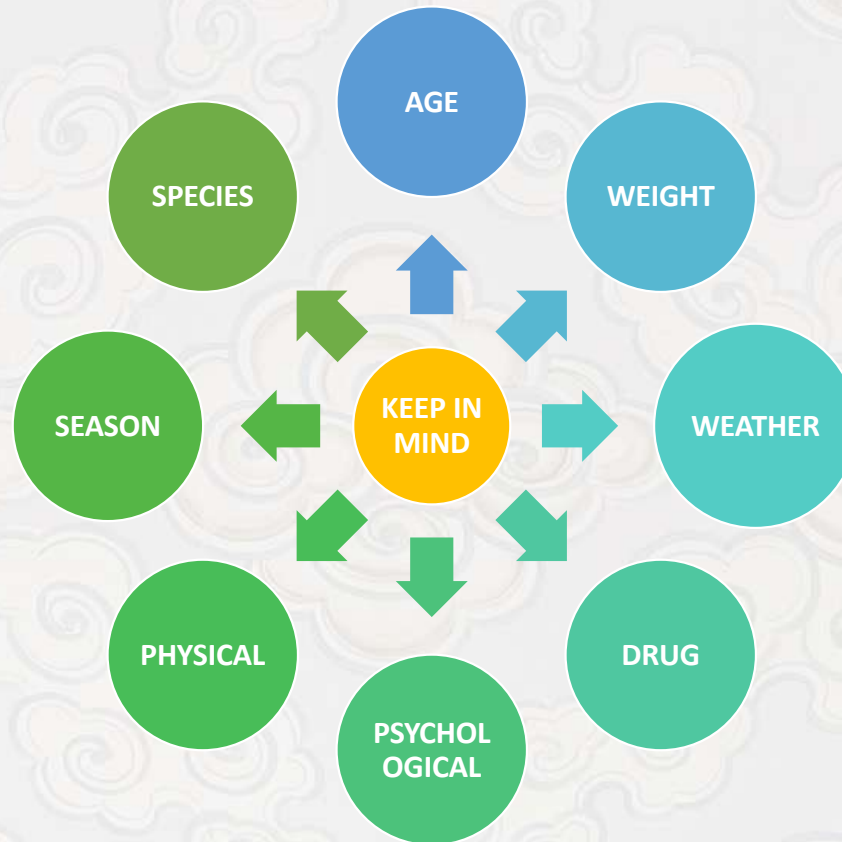 AGE
SPECIES
WEIGHT
KEEP IN
MIND
SEASON
WEATHER
PHYSICAL
DRUG
PSYCHOL
OGICAL